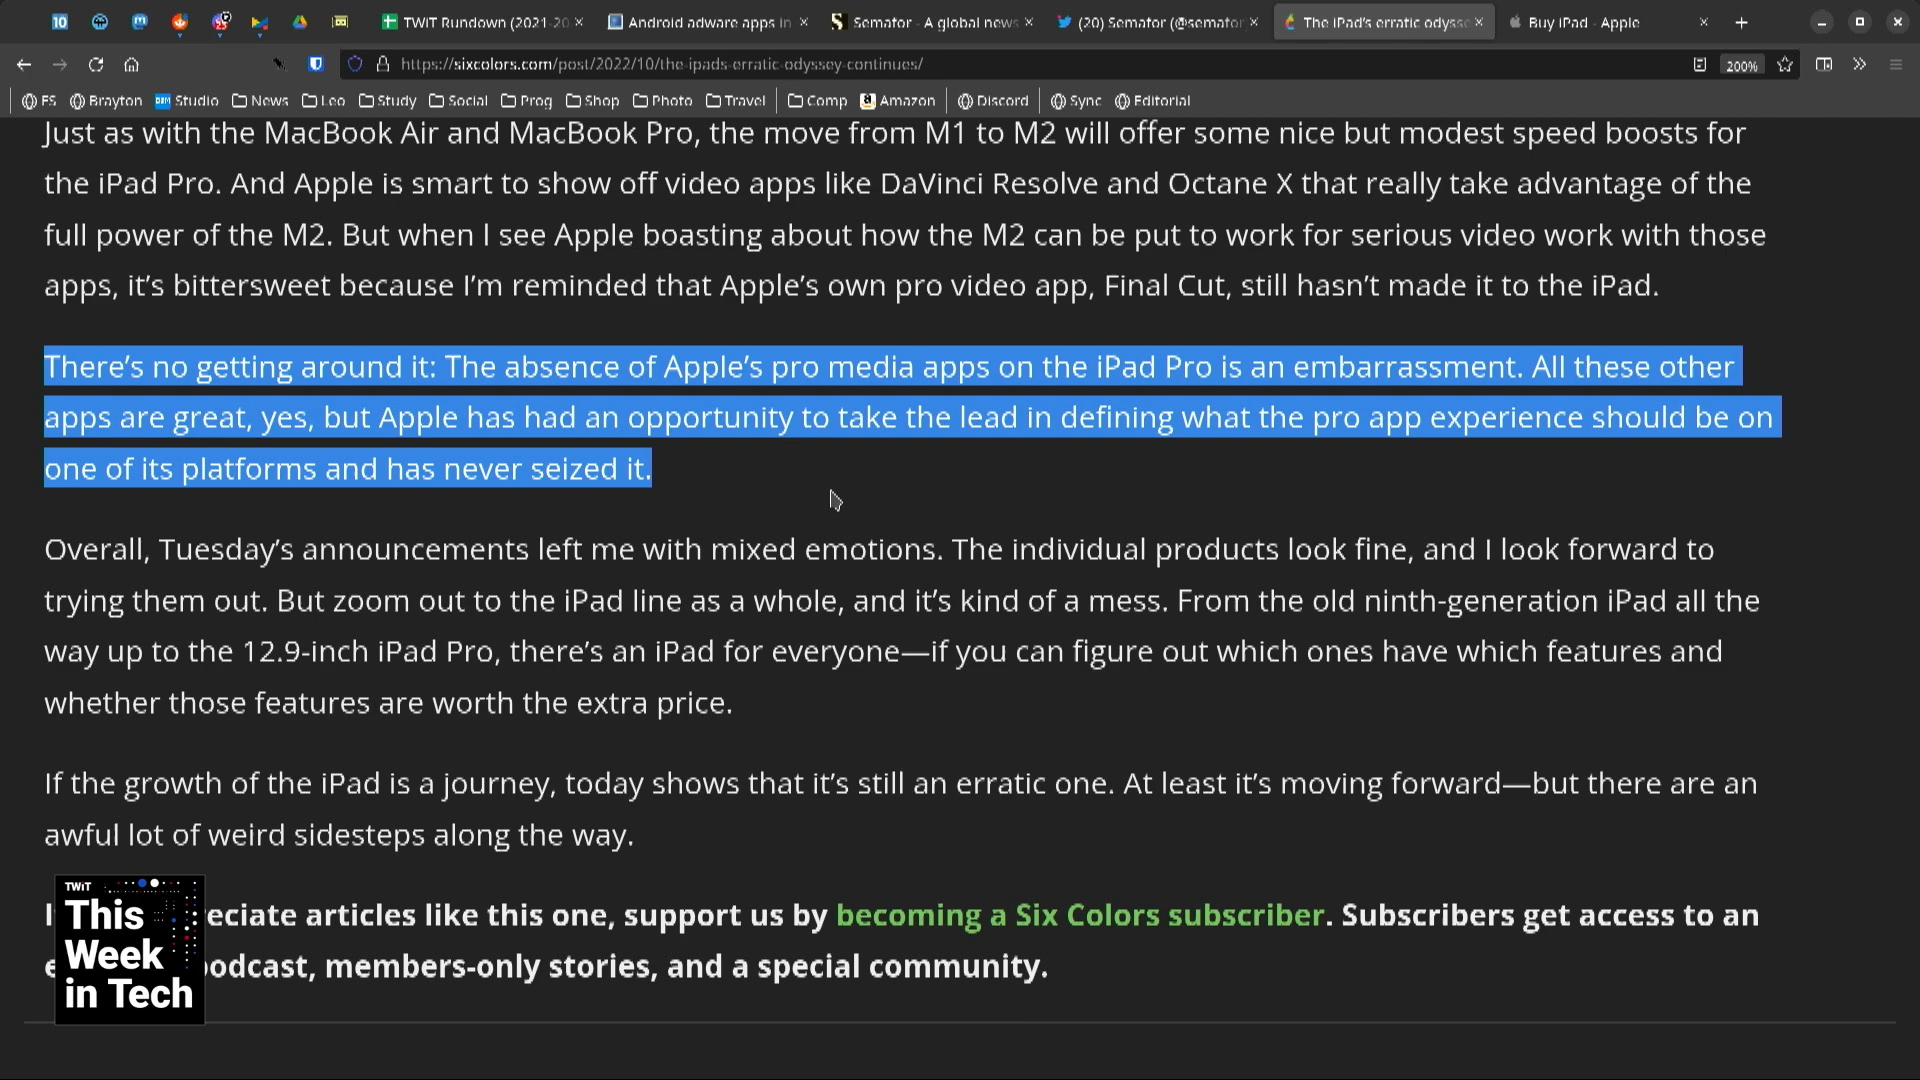 10
TWiT Rundown (2021-20
Android adware apps in
Semafor - A global news
(20) Semafor (@semafor
The iPad's erratic odysse
Buy iPad - Apple
https://sixcolors.com/post/2022/10/the-ipads-erratic-odyssey-continues/
200%
FS Brayton Studio News Leo Study Social Prog Shop Photo Travel Comp Amazon Discord Sync Editorial
Just as with the MacBook Air and MacBook Pro, the move from M1 to M2 will offer some nice but modest speed boosts for
the iPad Pro. And Apple is smart to show off video apps like DaVinci Resolve and Octane X that really take advantage of the
full power of the M2. But when I see Apple boasting about how the M2 can be put to work for serious video work with those
apps, it's bittersweet because I'm reminded that Apple's own pro video app, Final Cut, still hasn't made it to the iPad.
There's no getting around it: The absence of Apple's pro media apps on the iPad Pro is an embarrassment. All these other
apps are great, yes, but Apple has had an opportunity to take the lead in defining what the pro app experience should be on
one of its platforms and has never seized it.
Overall, Tuesday's announcements left me with mixed emotions. The individual products look fine, and I look forward to
trying them out. But zoom out to the iPad line as a whole, and it's kind of a mess. From the old ninth-generation iPad all the
way up to the 12.9-inch iPad Pro, there's an iPad for everyone—if you can figure out which ones have which features and
whether those features are worth the extra price.
If the growth of the iPad is a journey, today shows that it's still an erratic one. At least it's moving forward—but there are an
awful lot of weird sidesteps along the way.
eciate articles like this one, support us by becoming a Six Colors subscriber. Subscribers get access to an
odcast, members-only stories, and a special community.
TWiT
This
Week
in Tech